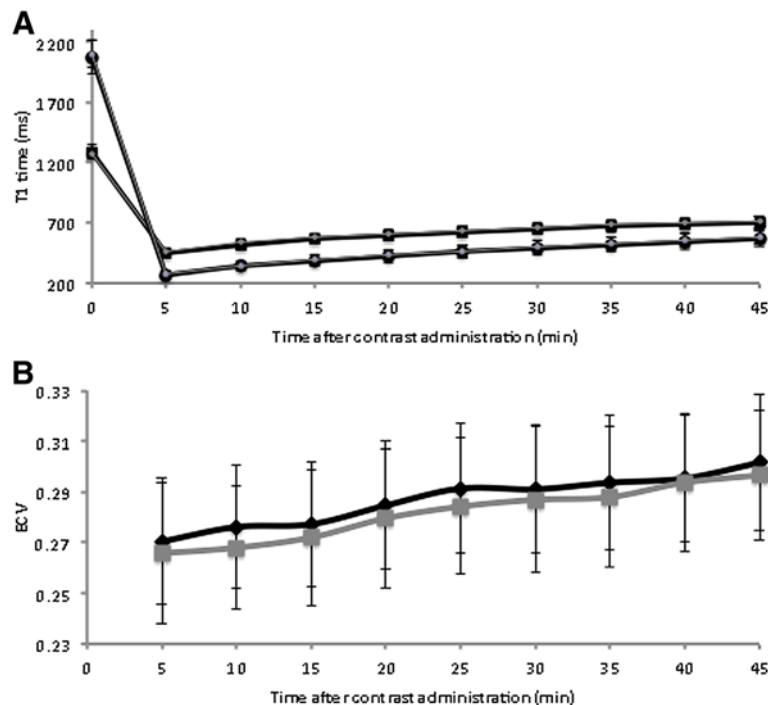 A
2200
1700
1200
700
200
T1 time (ms)
0 5 10 15 20 25 30 35 40 45
Time after contrast administration (min)
B
0.33
0.31
0.29
0.27
0.25
0.23
ECV
0 5 10 15 20 25 30 35 40 45
Time after contrast administration (min)